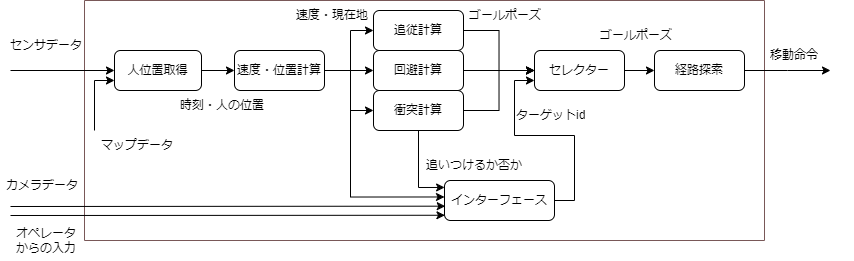 速度・現在地
追従計算
ゴールポーズ
センサデータ
人位置取得
速度・位置計算
回避計算
セレクター
ゴールポーズ
経路探索
移動命令
時刻・人の位置
衝突計算
ターゲットid
マップデータ
追いつけるか否か
カメラデータ
インターフェース
オペレータ
からの入力